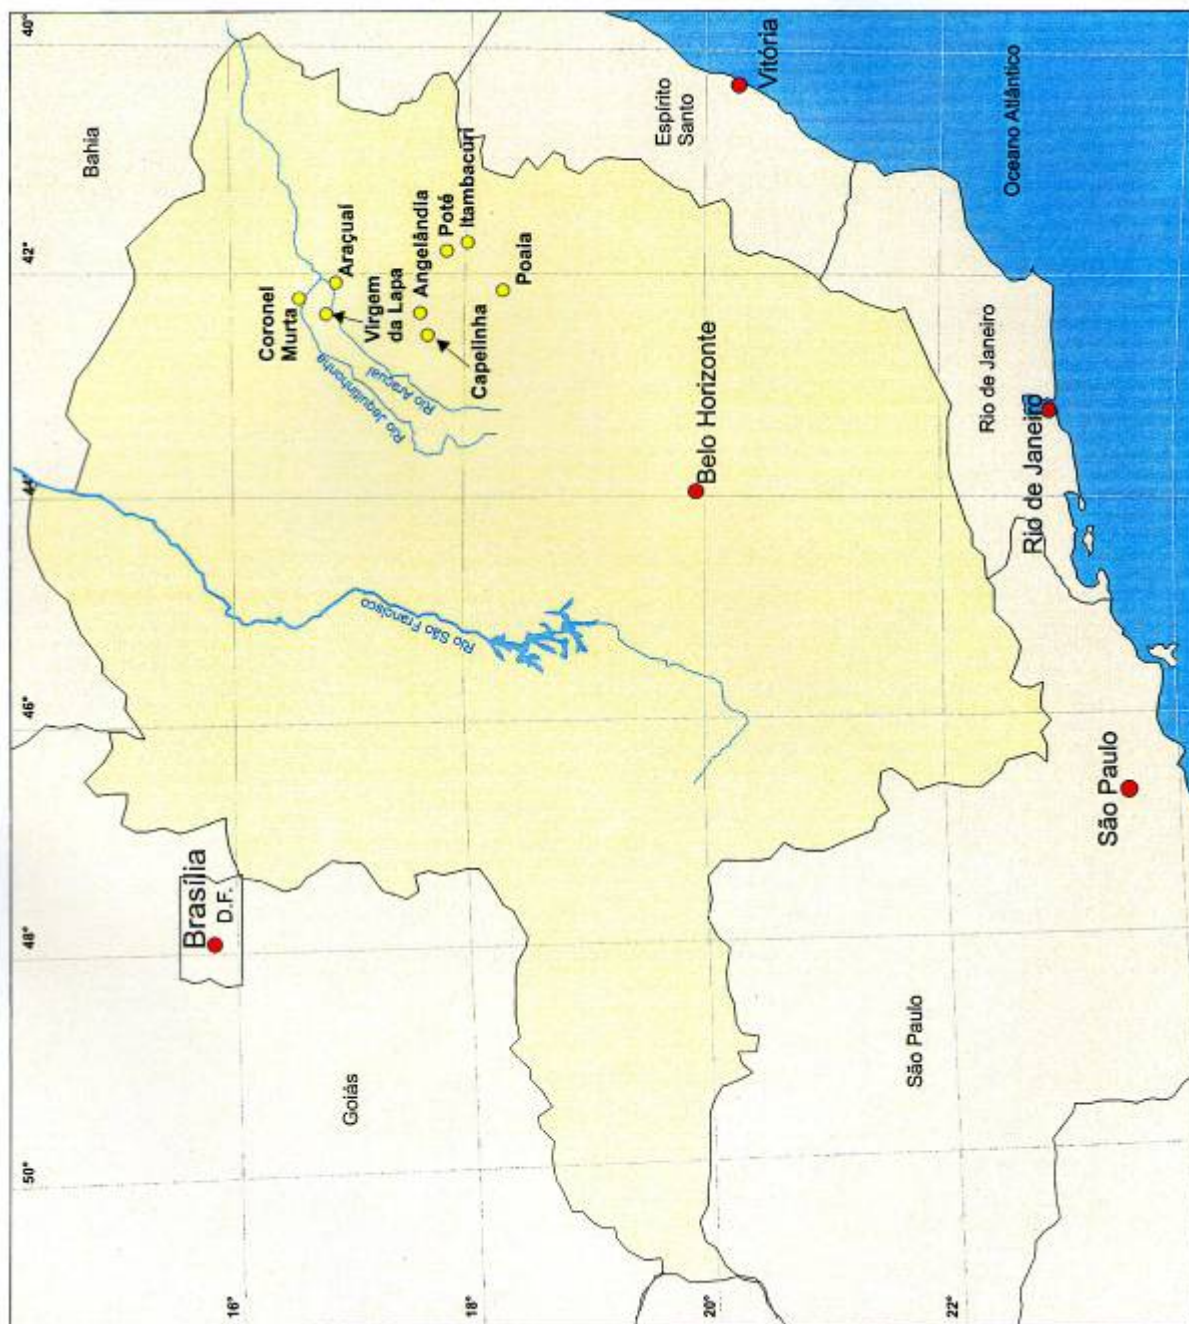 50°
48°
46°
44°
42°
40°
16°
18°
20°
22°
Bahia
Brasília
D.F.
Goiás
Rio São Francisco
Rio Jequitinhonha
Rio Araçuaí
Coronel
Murta
Araçuaí
Virgem
da Lapa
Capelinha
Angelândia
Poté
Itambacuri
Poaia
Belo Horizonte
Espírito
Santo
Vitória
São Paulo
São Paulo
Rio de Janeiro
Rio de Janeiro
Oceano Atlântico